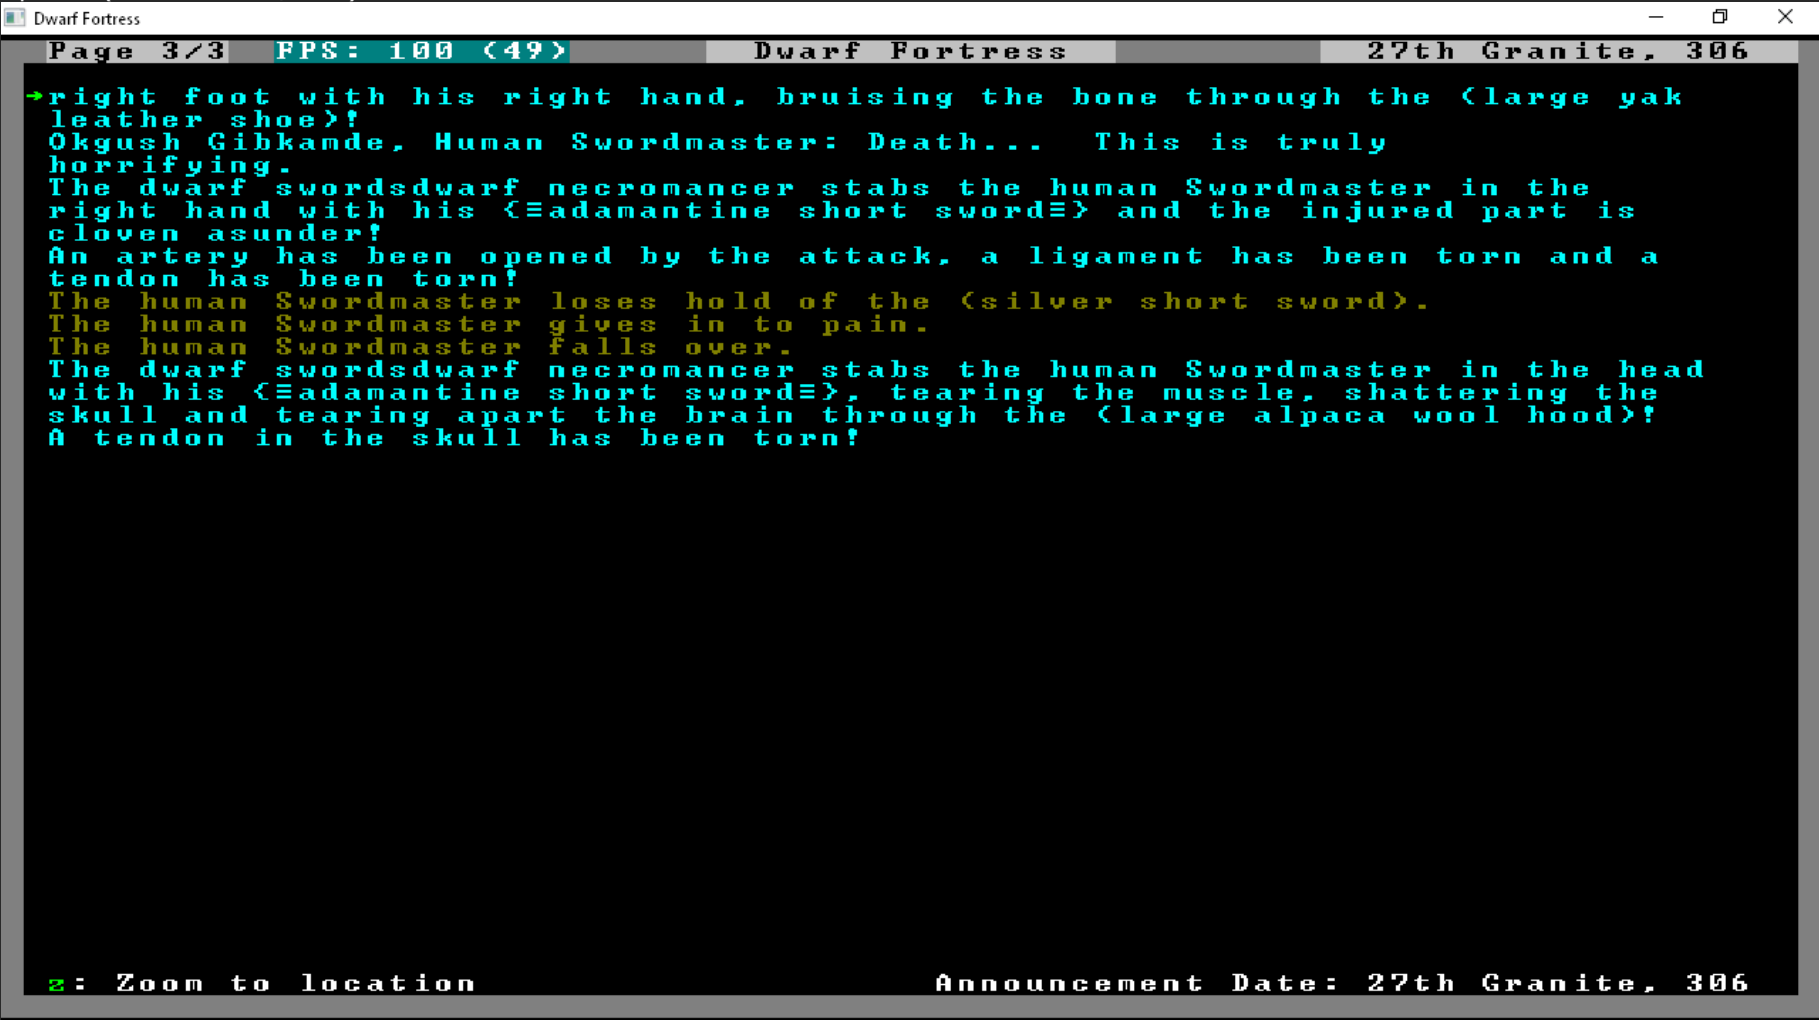 Dwarf Fortress
Page 3/3 FPS: 100 (49) Dwarf Fortress 27th Granite, 306
→right foot with his right hand, bruising the bone through the (large yak
leather shoe)!
Okgush Gibkamde, Human Swordmaster: Death... This is truly
horrifying.
The dwarf swordsdwarf necromancer stabs the human Swordmaster in the
right hand with his {≡adamantine short sword≡} and the injured part is
cloven asunder!
An artery has been opened by the attack, a ligament has been torn and a
tendon has been torn!
The human Swordmaster loses hold of the (silver short sword).
The human Swordmaster gives in to pain.
The human Swordmaster falls over.
The dwarf swordsdwarf necromancer stabs the human Swordmaster in the head
with his {≡adamantine short sword≡}, tearing the muscle, shattering the
skull and tearing apart the brain through the (large alpaca wool hood)!
A tendon in the skull has been torn!
z: Zoom to location Announcement Date: 27th Granite, 306